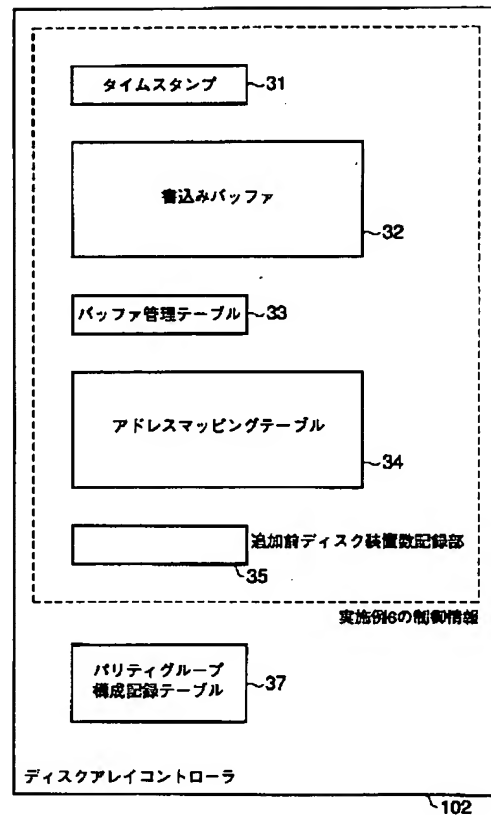 タイムスタンプ
31
書込みバッファ
32
バッファ管理テーブル
33
アドレスマッピングテーブル
34
追加前ディスク装置数記録部
35
実施例6の制御情報
パリティグループ
構成記録テーブル
37
ディスクアレイコントローラ
102